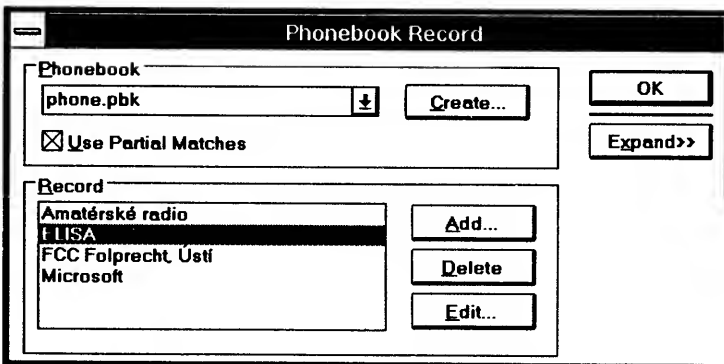 Phonebook Record
Phonebook
phone.pbk
Create...
OK
Use Partial Matches
Expand>>
Record
Amatérské radio
ELISA
FCC Folprecht, Ústí
Microsoft
Add...
Delete
Edit...